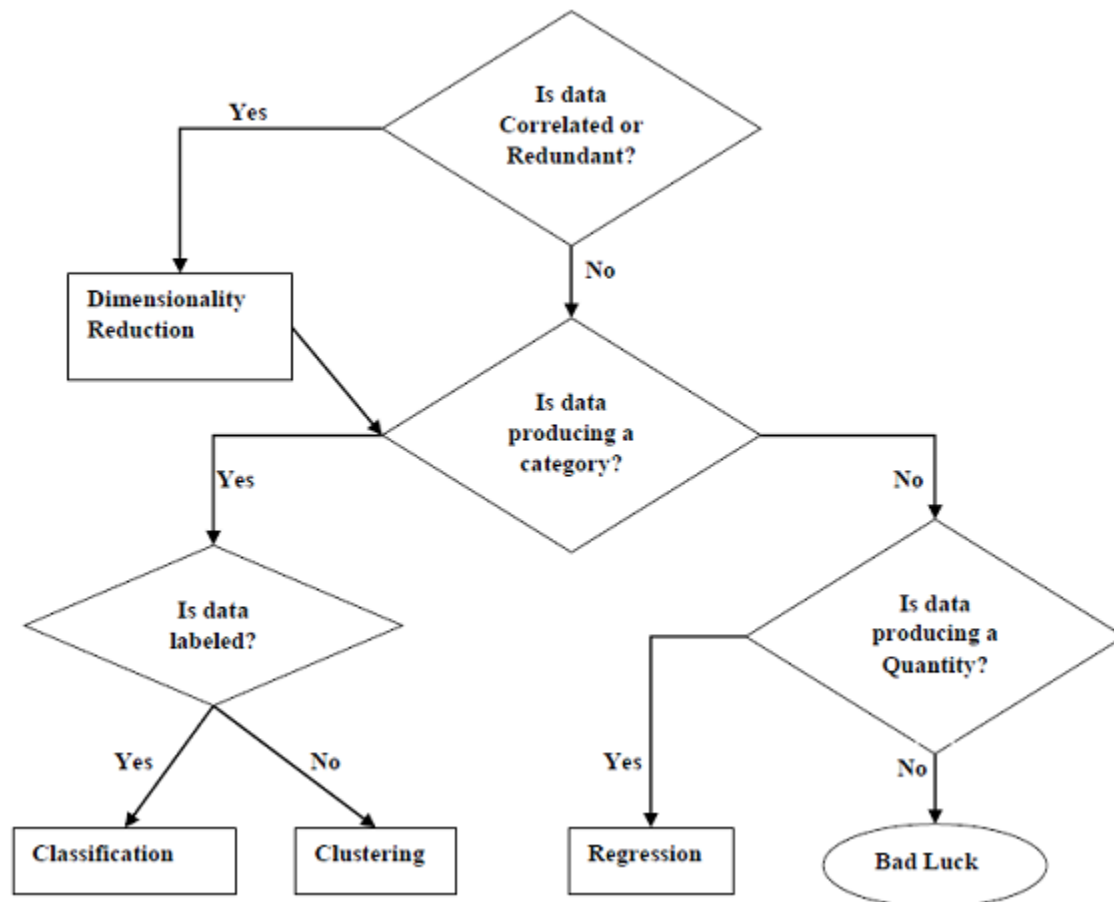 Is data
Correlated or
Redundant?
Yes
No
Dimensionality
Reduction
Is data
producing a
category?
Yes
No
Is data
labeled?
Is data
producing a
Quantity?
Yes
No
Yes
No
Classification
Clustering
Regression
Bad Luck